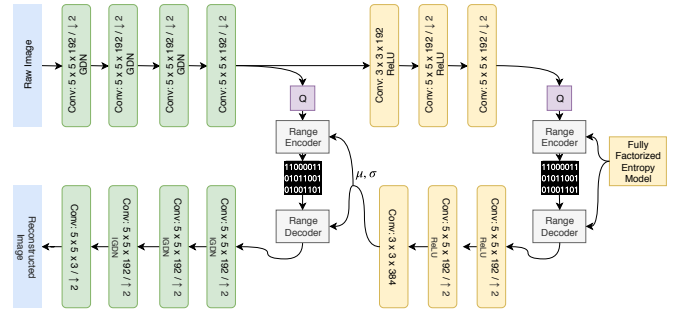 Raw Image
Conv: 5 x 5 x 192 / ↓ 2
GDN
Conv: 5 x 5 x 192 / ↓ 2
GDN
Conv: 5 x 5 x 192 / ↓ 2
GDN
Conv: 5 x 5 x 192 / ↓ 2
Conv: 3 x 3 x 192
ReLU
Conv: 5 x 5 x 192 / ↓ 2
ReLU
Conv: 5 x 5 x 192 / ↓ 2
Q
Range
Encoder
11000011
01011001
01001101
Range
Decoder
μ, σ
Q
Range
Encoder
11000011
01011001
01001101
Range
Decoder
Fully
Factorized
Entropy
Model
Reconstructed
Image
Conv: 5 x 5 x 3 / ↑ 2
Conv: 5 x 5 x 192 / ↑ 2
IGDN
Conv: 5 x 5 x 192 / ↑ 2
IGDN
Conv: 5 x 5 x 192 / ↑ 2
IGDN
Conv: 3 x 3 x 384
Conv: 5 x 5 x 192 / ↑ 2
ReLU
Conv: 5 x 5 x 192 / ↑ 2
ReLU